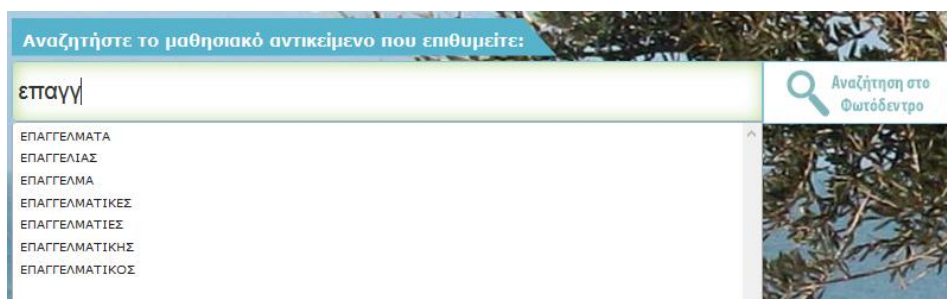 Αναζητήστε το μαθησιακό αντικείμενο που επιθυμείτε:
επαγγ
Αναζήτηση στο
Φωτόδεντρο
ΕΠΑΓΓΕΛΜΑΤΑ
ΕΠΑΓΓΕΛΙΑΣ
ΕΠΑΓΓΕΛΜΑ
ΕΠΑΓΓΕΛΜΑΤΙΚΕΣ
ΕΠΑΓΓΕΛΜΑΤΙΕΣ
ΕΠΑΓΓΕΛΜΑΤΙΚΗΣ
ΕΠΑΓΓΕΛΜΑΤΙΚΟΣ